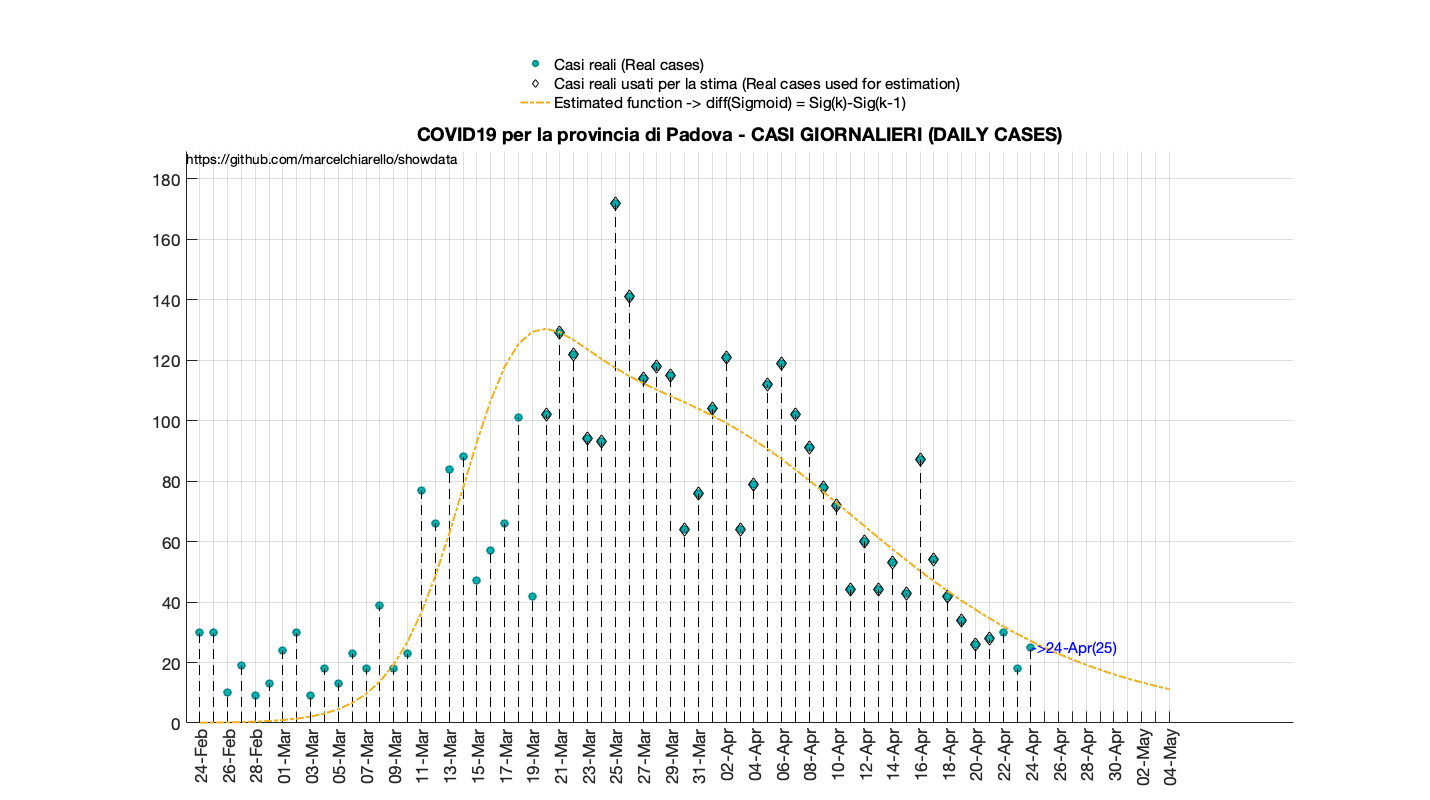 Casi reali (Real cases)
Casi reali usati per la stima (Real cases used for estimation)
Estimated function -> diff(Sigmoid) = Sig(k)-Sig(k-1)
COVID19 per la provincia di Padova - CASI GIORNALIERI (DAILY CASES)
https://github.com/marcelchiarello/showdata
180
160
140
120
100
80
60
40
20
0
>24-Apr(25)
24-Feb
26-Feb
28-Feb
01-Mar
03-Mar
05-Mar
07-Mar
09-Mar
11-Mar
13-Mar
15-Mar
17-Mar
19-Mar
21-Mar
23-Mar
25-Mar
27-Mar
29-Mar
31-Mar
02-Apr
04-Apr
06-Apr
08-Apr
10-Apr
12-Apr
14-Apr
16-Apr
18-Apr
20-Apr
22-Apr
24-Apr
26-Apr
28-Apr
30-Apr
02-May
04-May